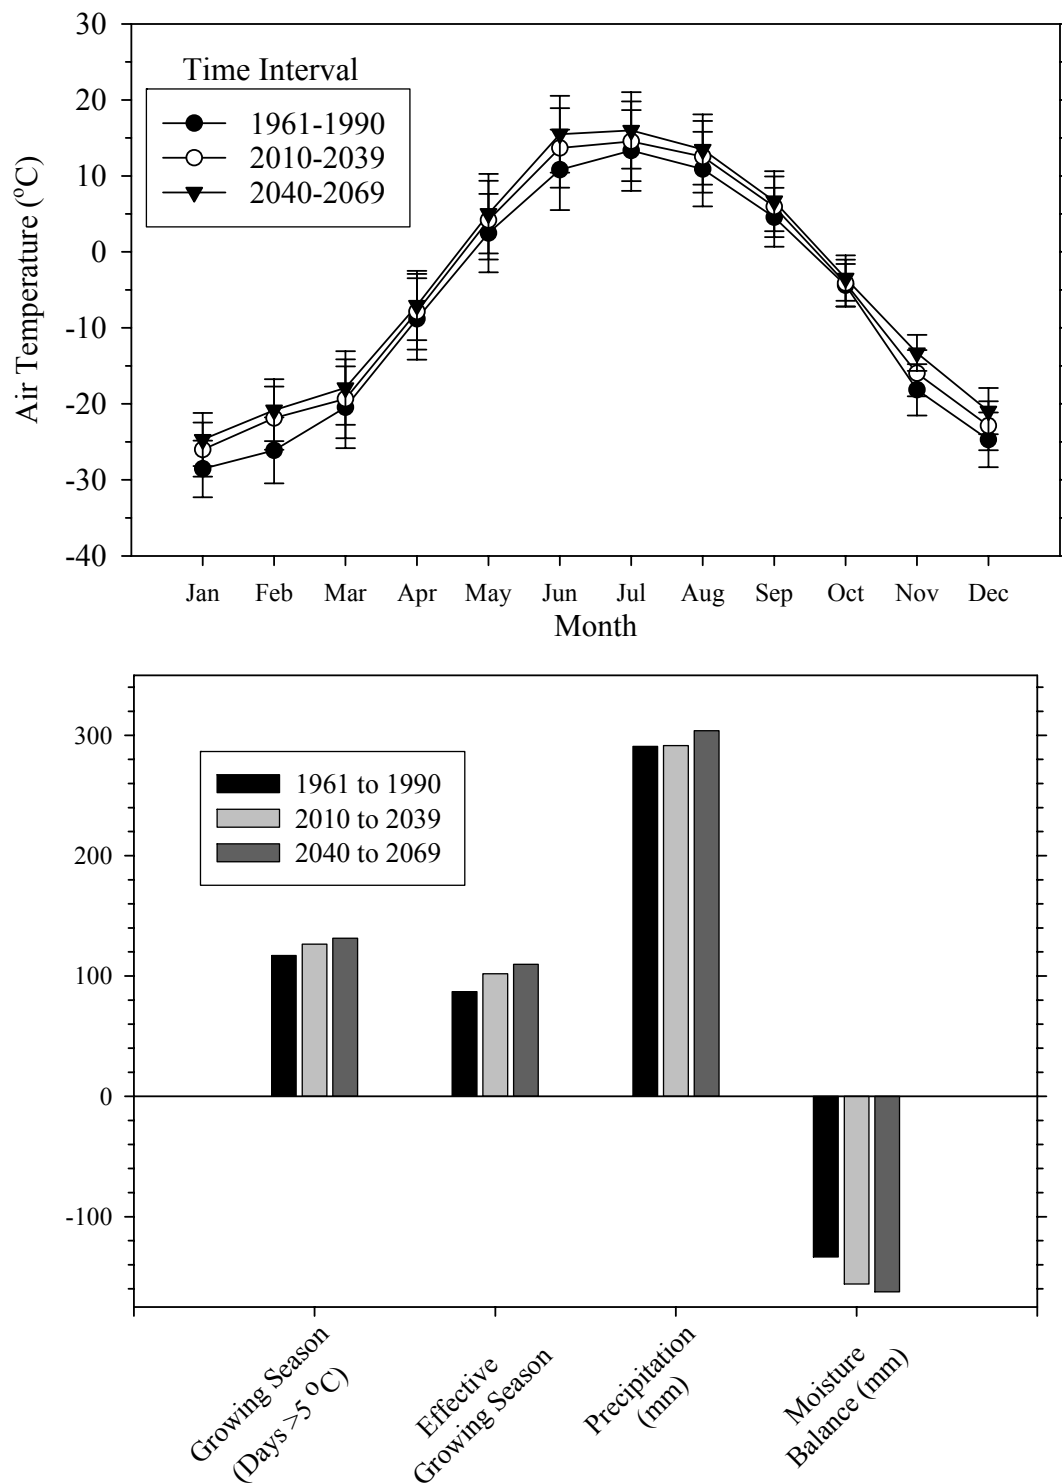 30
20
10
0
-10
-20
-30
-40
Air Temperature (°C)
Time Interval
1961-1990
2010-2039
2040-2069
Jan Feb Mar Apr May Jun Jul Aug Sep Oct Nov Dec
Month
300
200
100
0
-100
1961 to 1990
2010 to 2039
2040 to 2069
Growing Season
(Days >5 °C)
Effective
Growing Season
Precipitation
(mm)
Moisture
Balance (mm)